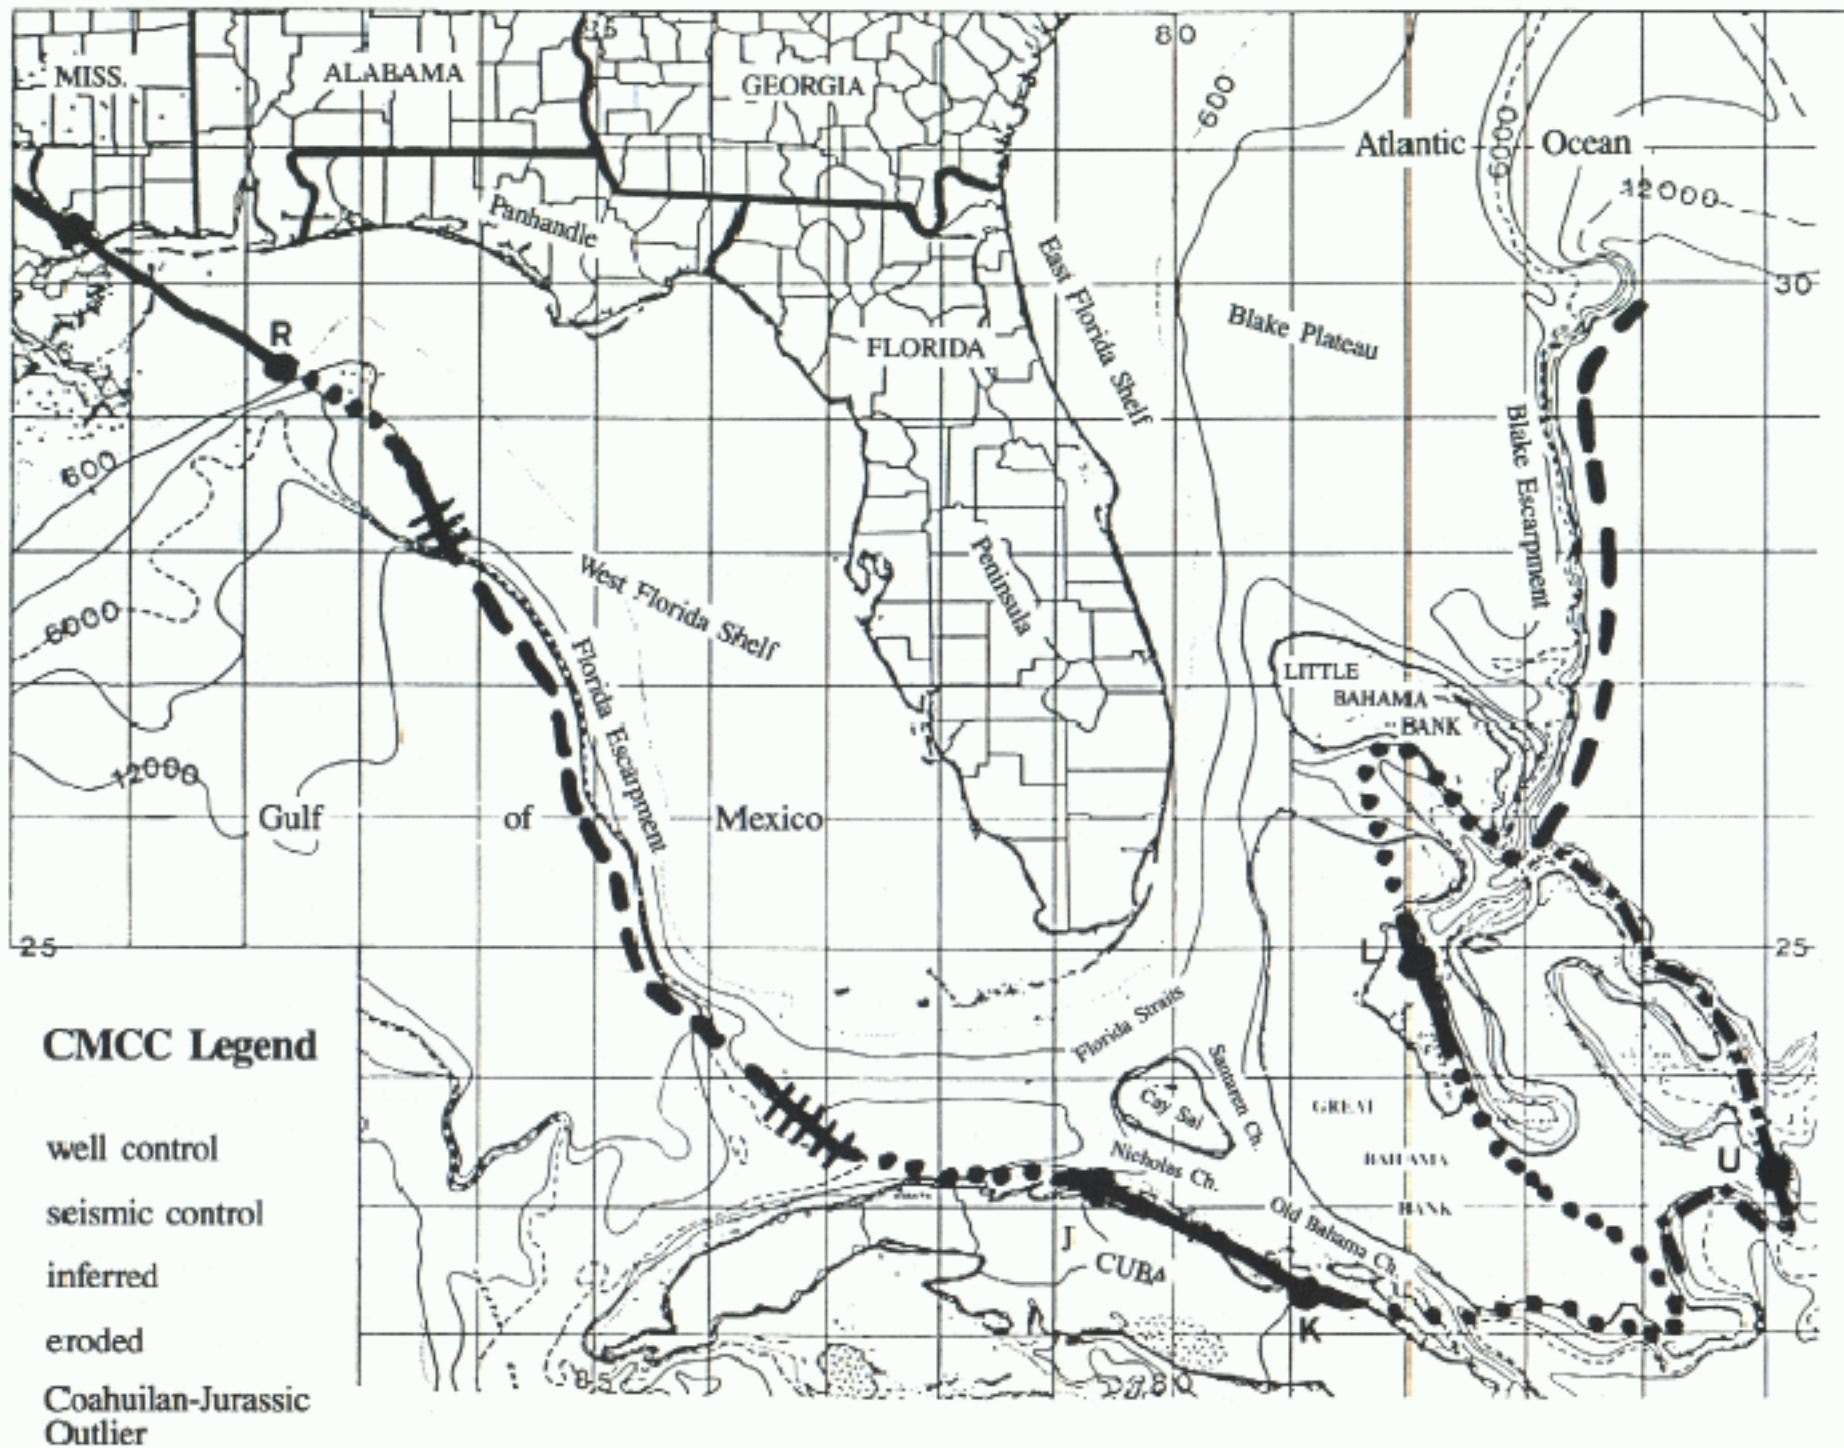 85
80
MISS.
ALABAMA
GEORGIA
600
Atlantic
Ocean
6000
12000
Panhandle
East Florida Shelf
30
R
FLORIDA
Blake Plateau
600
Blake Escarpment
Peninsula
West Florida Shelf
6000
Florida Escarpment
LITTLE
BAHAMA
BANK
12000
Gulf
of
Mexico
25
L
25
Florida Straits
CMCC Legend
Cay Sal
Santaren Ch.
GREAT
BAHAMA
BANK
well control
Nicholas Ch.
U
seismic control
Old Bahama Ch.
J
CUBA
inferred
K
eroded
85
80
Coahuilan-Jurassic
Outlier